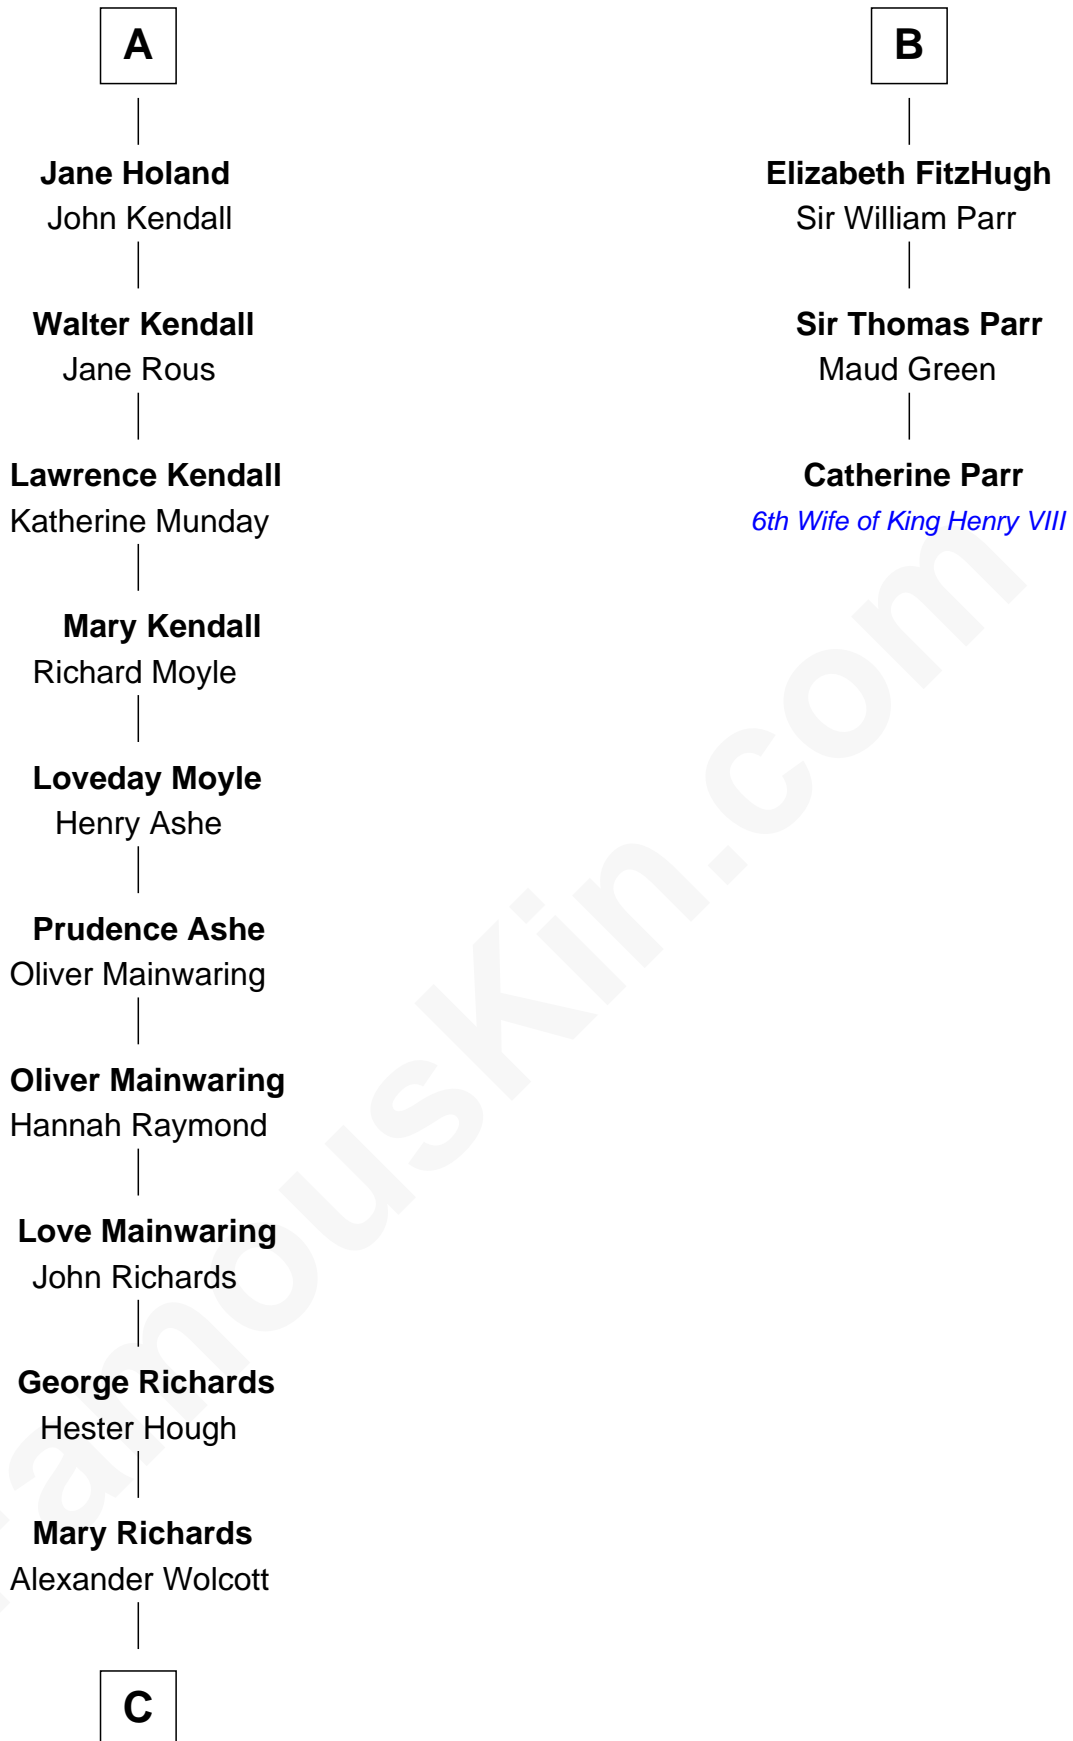 A
Jane Holand
John Kendall
Walter Kendall
Jane Rous
Lawrence Kendall
Katherine Munday
Mary Kendall
Richard Moyle
Loveday Moyle
Henry Ashe
Prudence Ashe
Oliver Mainwaring
Oliver Mainwaring
Hannah Raymond
Love Mainwaring
John Richards
George Richards
Hester Hough
Mary Richards
Alexander Wolcott
C
B
Elizabeth FitzHugh
Sir William Parr
Sir Thomas Parr
Maud Green
Catherine Parr
6th Wife of King Henry VIII
FamousKin.com